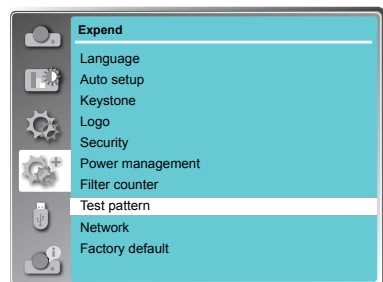 Expend
Language
Auto setup
Keystone
Logo
Security
Power management
Filter counter
Test pattern
Network
Factory default